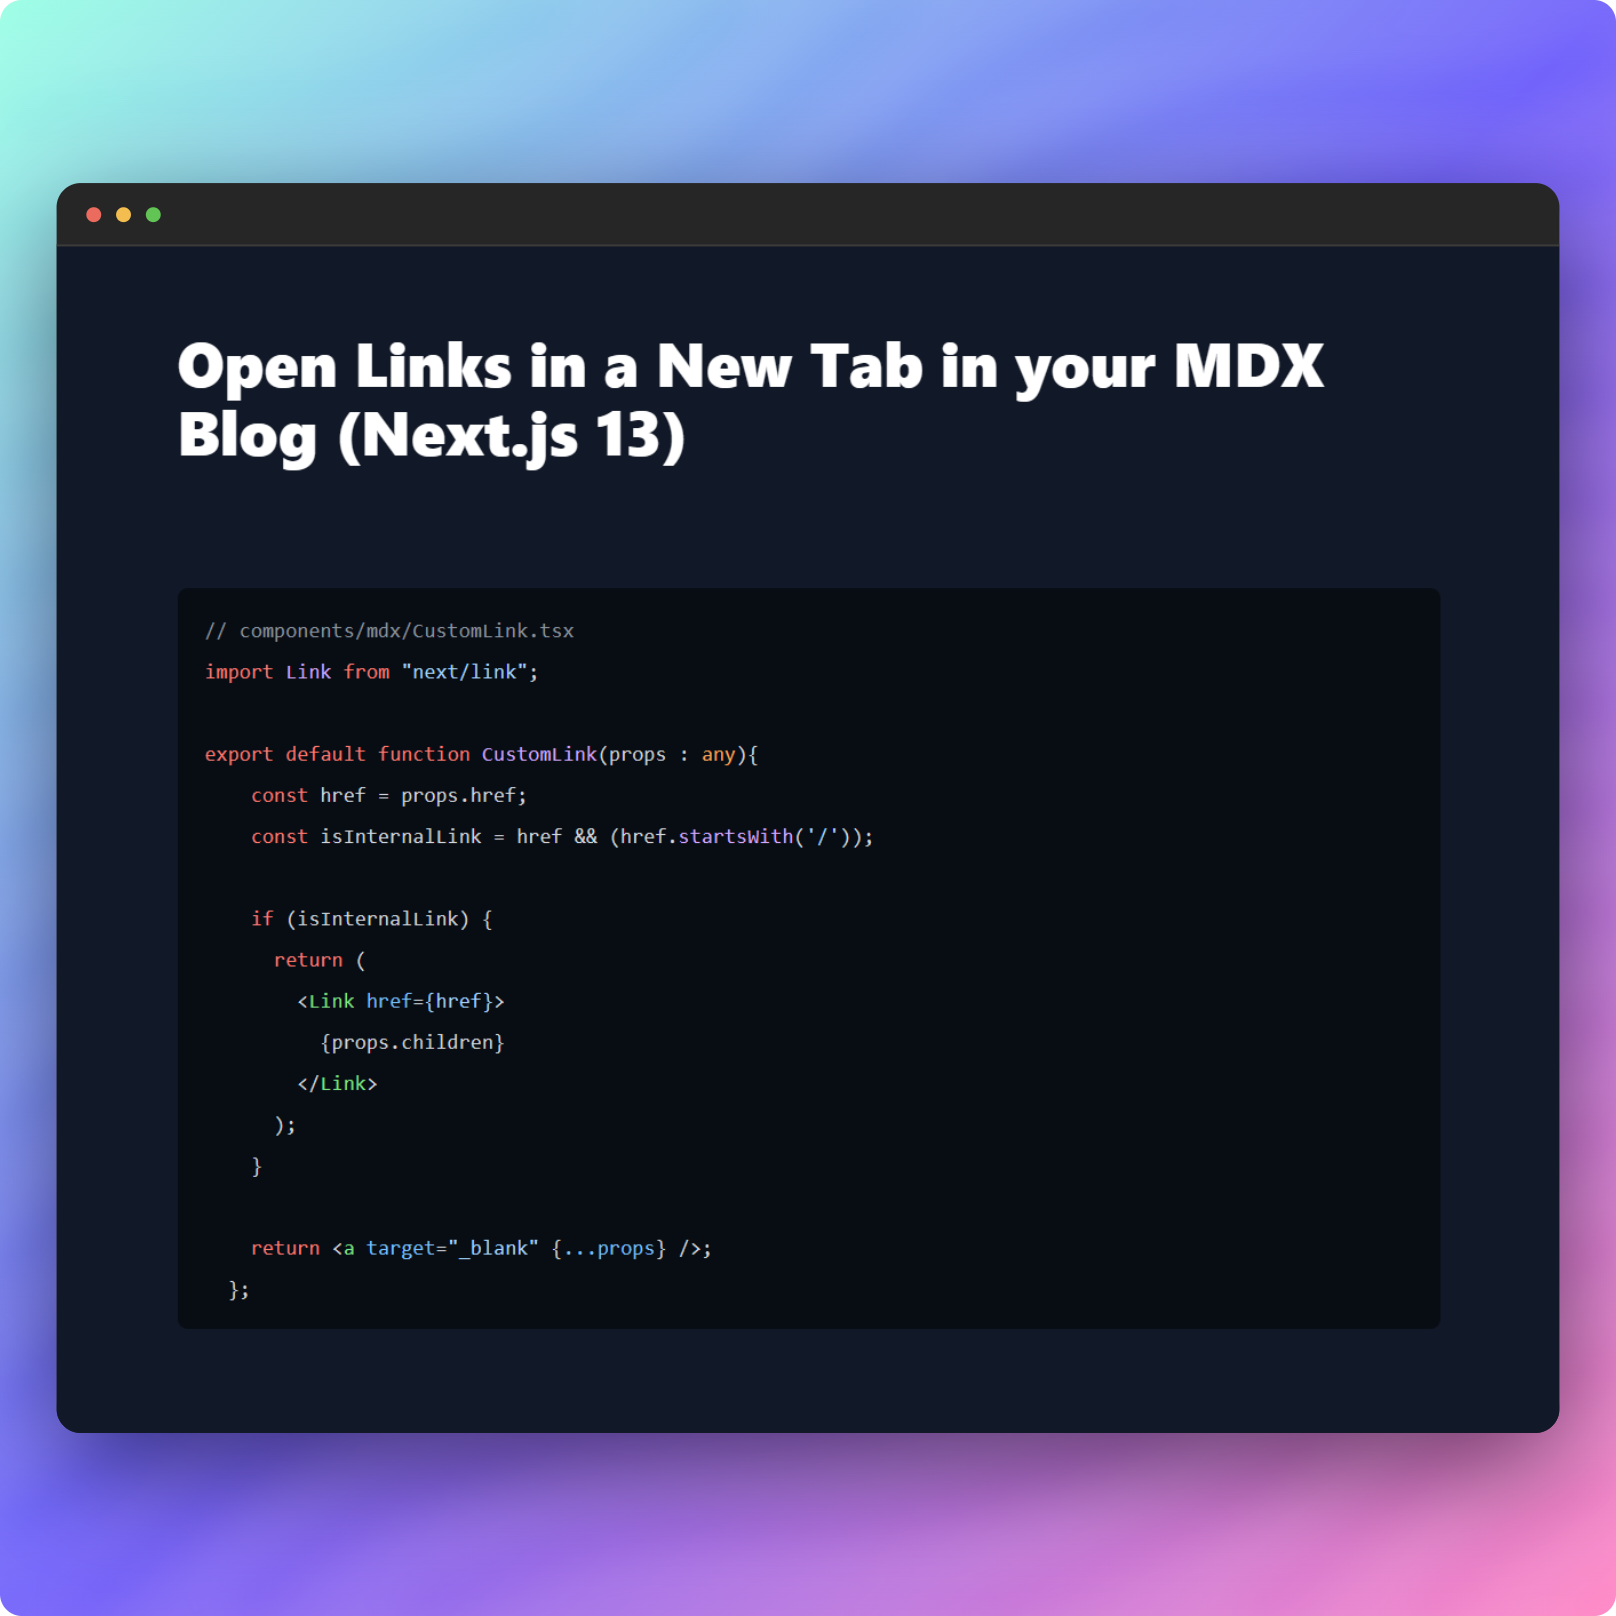 Open Links in a New Tab in your MDX
Blog (Next.js 13)
// components/mdx/CustomLink.tsx
import Link from "next/link";
export default function CustomLink(props : any){
    const href = props.href;
    const isInternalLink = href && (href.startsWith('/'));
    if (isInternalLink) {
      return (
        <Link href={href}>
          {props.children}
        </Link>
      );
    }
    return <a target="_blank" {...props} />;
  };